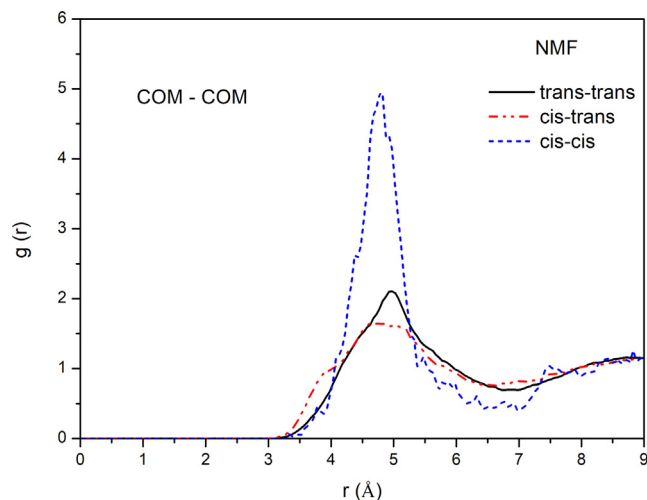 6
NMF
COM - COM
trans-trans
cis-trans
cis-cis
5
4
3
2
1
0
g (r)
0 1 2 3 4 5 6 7 8 9
r (Å)